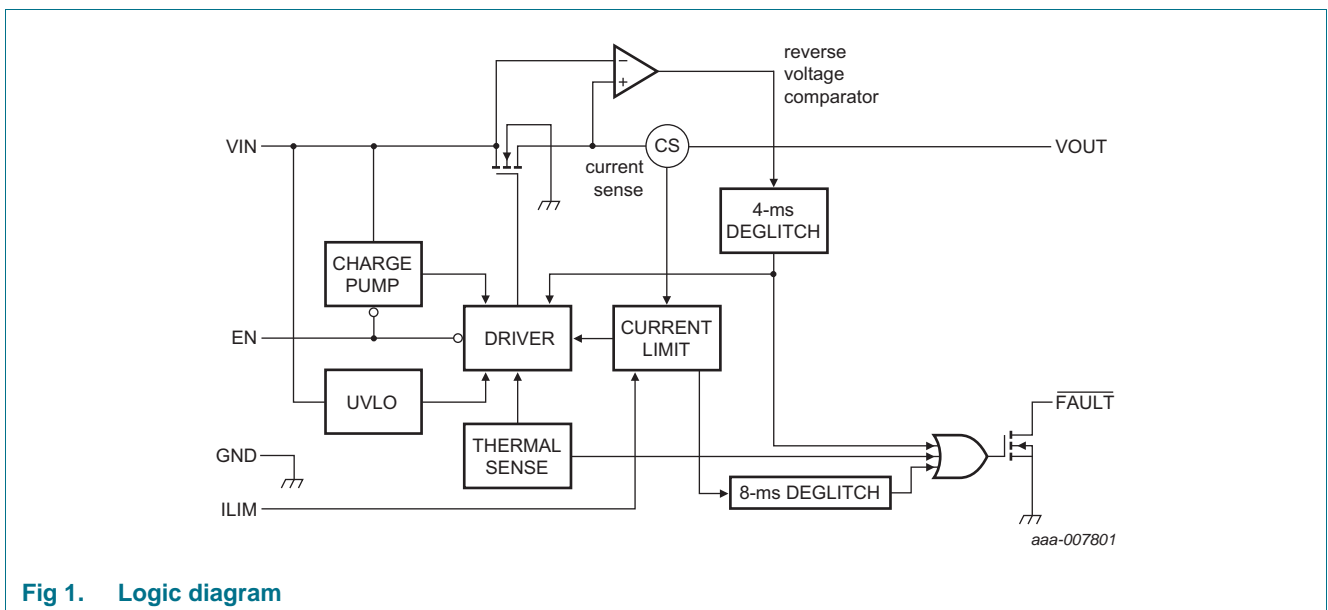 reverse
voltage
comparator
−
+
VIN
CS
VOUT
current
sense
4-ms
DEGLITCH
CHARGE
PUMP
EN
DRIVER
CURRENT
LIMIT
UVLO
FAULT
GND
THERMAL
SENSE
8-ms DEGLITCH
ILIM
aaa-007801
Fig 1. Logic diagram